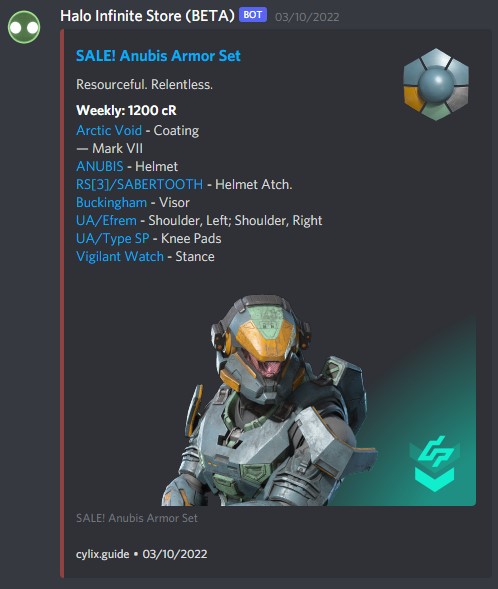 Halo Infinite Store (BETA) BOT 03/10/2022
SALE! Anubis Armor Set
Resourceful. Relentless.
Weekly: 1200 cR
Arctic Void - Coating
— Mark VII
ANUBIS - Helmet
RS[3]/SABERTOOTH - Helmet Atch.
Buckingham - Visor
UA/Efrem - Shoulder, Left; Shoulder, Right
UA/Type SP - Knee Pads
Vigilant Watch - Stance
SALE! Anubis Armor Set
cylix.guide • 03/10/2022